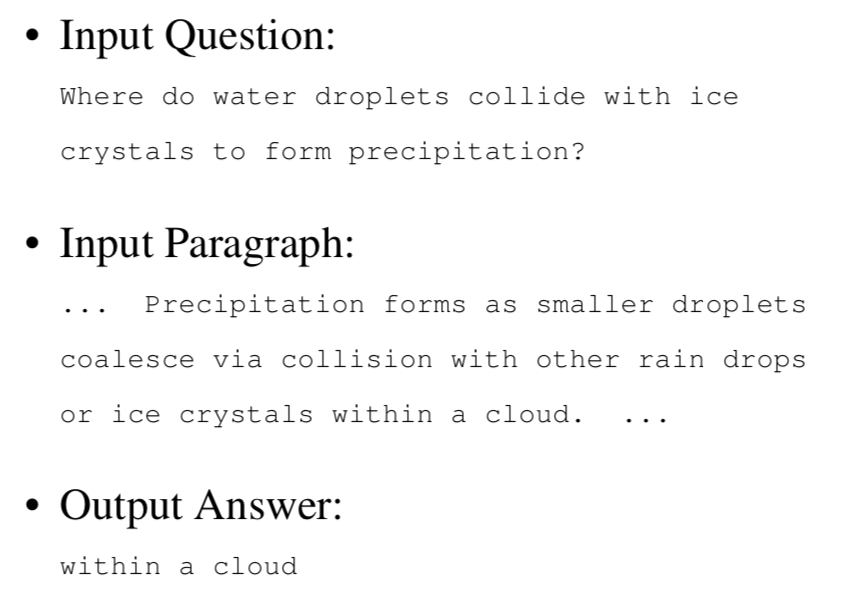 • Input Question:
Where do water droplets collide with ice
crystals to form precipitation?
• Input Paragraph:
... Precipitation forms as smaller droplets
coalesce via collision with other rain drops
or ice crystals within a cloud. ...
• Output Answer:
within a cloud